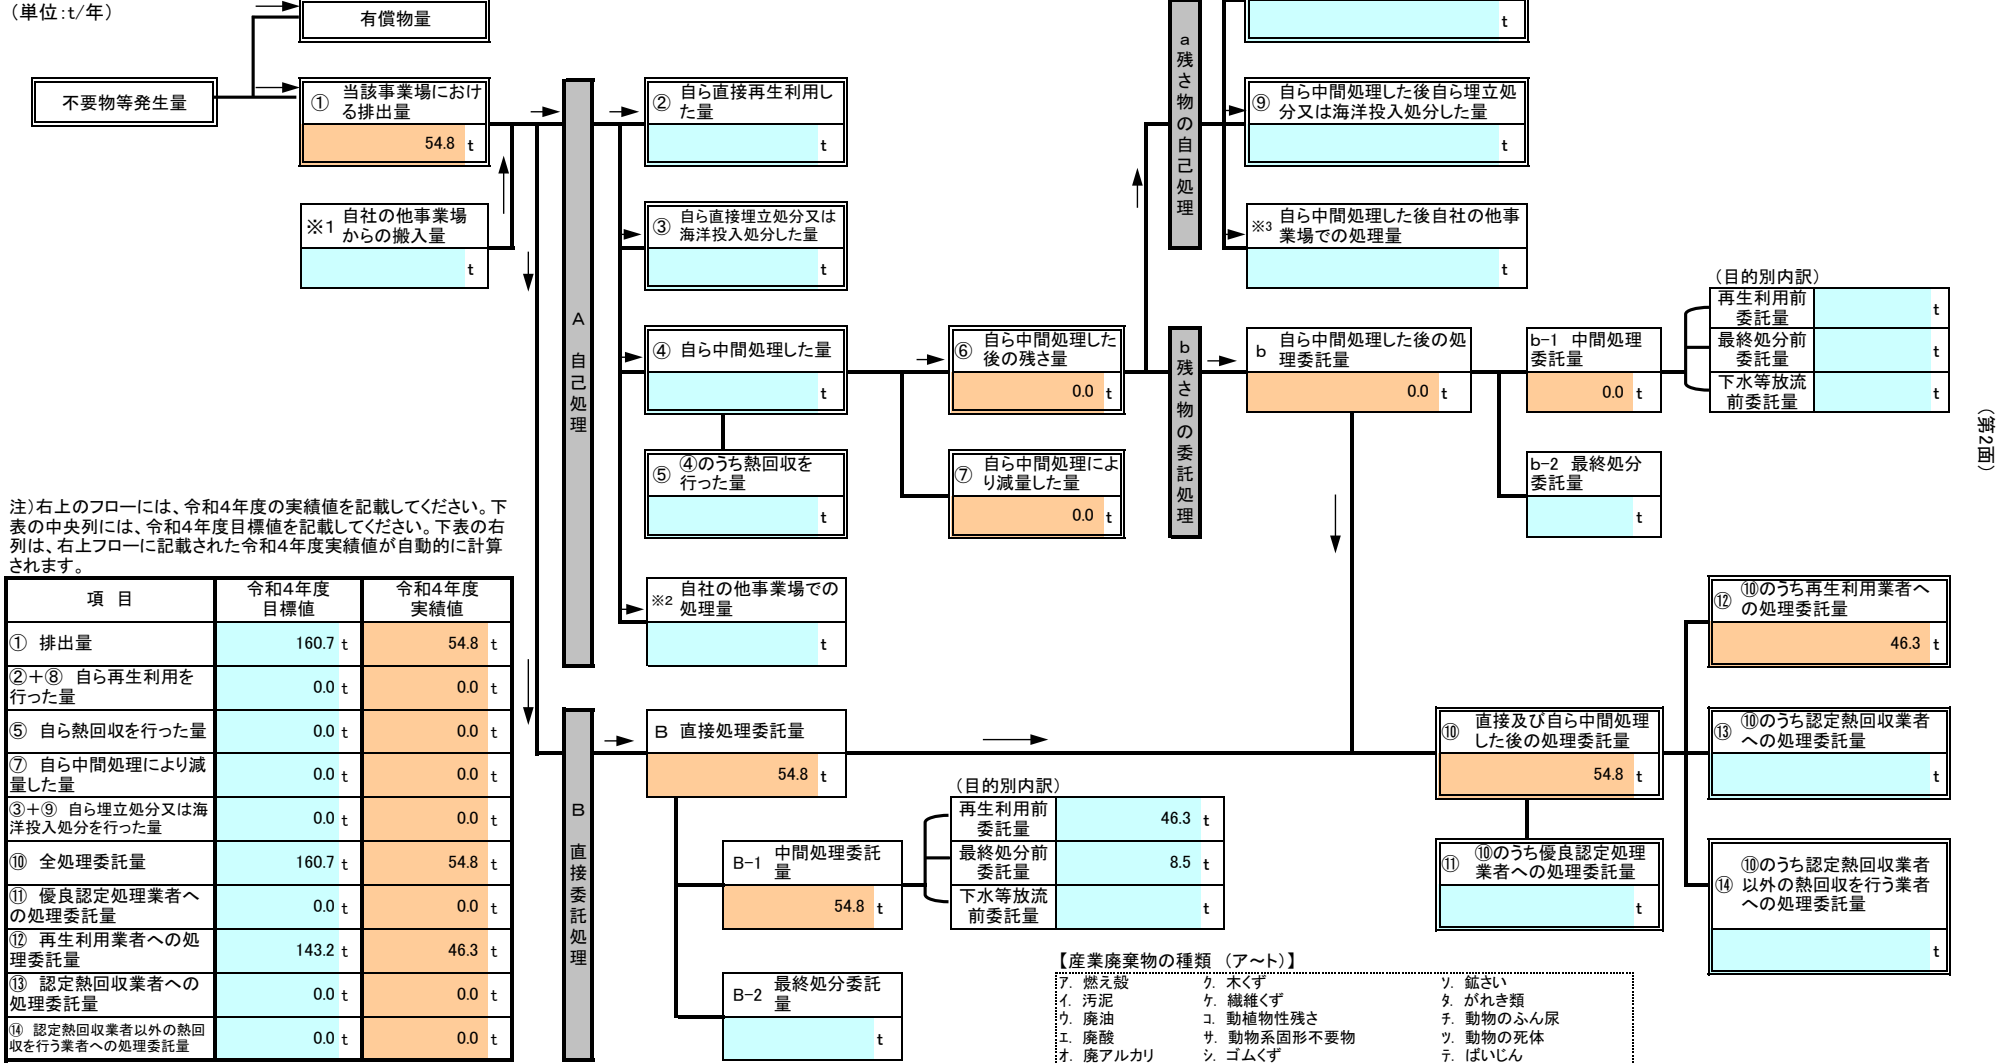 （単位：t/年）
有償物量
不要物等発生量
① 当該事業場におけ
る排出量
54.8 t
※1 自社の他事業場
からの搬入量
t
A 自己処理
② 自ら直接再生利用し
た量
t
③ 自ら直接埋立処分又は
海洋投入処分した量
t
④ 自ら中間処理した量
t
⑤ ④のうち熱回収を
行った量
t
※2 自社の他事業場での
処理量
t
⑥ 自ら中間処理した
後の残さ量
0.0 t
⑦ 自ら中間処理によ
り減量した量
0.0 t
a 残さ物の自己処理
t
⑨ 自ら中間処理した後自ら埋立処
分又は海洋投入処分した量
t
※3 自ら中間処理した後自社の他事
業場での処理量
t
b 残さ物の委託処理
b 自ら中間処理した後の処
理委託量
0.0 t
b-1 中間処理
委託量
0.0 t
（目的別内訳）
再生利用前
委託量 t
最終処分前
委託量 t
下水等放流
前委託量 t
b-2 最終処分
委託量
t
（第2面）
注）右上のフローには、令和4年度の実績値を記載してください。下
表の中央列には、令和4年度目標値を記載してください。下表の右
列は、右上フローに記載された令和4年度実績値が自動的に計算
されます。
項 目 令和4年度 目標値 令和4年度 実績値
① 排出量 160.7 t 54.8 t
②＋⑧ 自ら再生利用を
行った量 0.0 t 0.0 t
⑤ 自ら熱回収を行った量 0.0 t 0.0 t
⑦ 自ら中間処理により減
量した量 0.0 t 0.0 t
③＋⑨ 自ら埋立処分又は海
洋投入処分を行った量 0.0 t 0.0 t
⑩ 全処理委託量 160.7 t 54.8 t
⑪ 優良認定処理業者へ
の処理委託量 0.0 t 0.0 t
⑫ 再生利用業者への処
理委託量 143.2 t 46.3 t
⑬ 認定熱回収業者への
処理委託量 0.0 t 0.0 t
⑭ 認定熱回収業者以外の熱回
収を行う業者への処理委託量 0.0 t 0.0 t
B 直接委託処理
B 直接処理委託量
54.8 t
B-1 中間処理委託
量
54.8 t
（目的別内訳）
再生利用前
委託量 46.3 t
最終処分前
委託量 8.5 t
下水等放流
前委託量 t
B-2 最終処分委託
量
t
⑩ 直接及び自ら中間処理
した後の処理委託量
54.8 t
⑪ ⑩のうち優良認定処理
業者への処理委託量
t
⑫ ⑩のうち再生利用業者へ
の処理委託量
46.3 t
⑬ ⑩のうち認定熱回収業者
への処理委託量
t
⑭ ⑩のうち認定熱回収業者
以外の熱回収を行う業者
への処理委託量
t
【産業廃棄物の種類 （ア～ト）】
ｱ. 燃え殻 ｸ. 木くず ｿ. 鉱さい
ｲ. 汚泥 ｹ. 繊維くず ﾀ. がれき類
ｳ. 廃油 ｺ. 動植物性残さ ﾁ. 動物のふん尿
ｴ. 廃酸 ｻ. 動物系固形不要物 ﾂ. 動物の死体
ｵ. 廃アルカリ ｼ. ゴムくず ﾃ. ばいじん